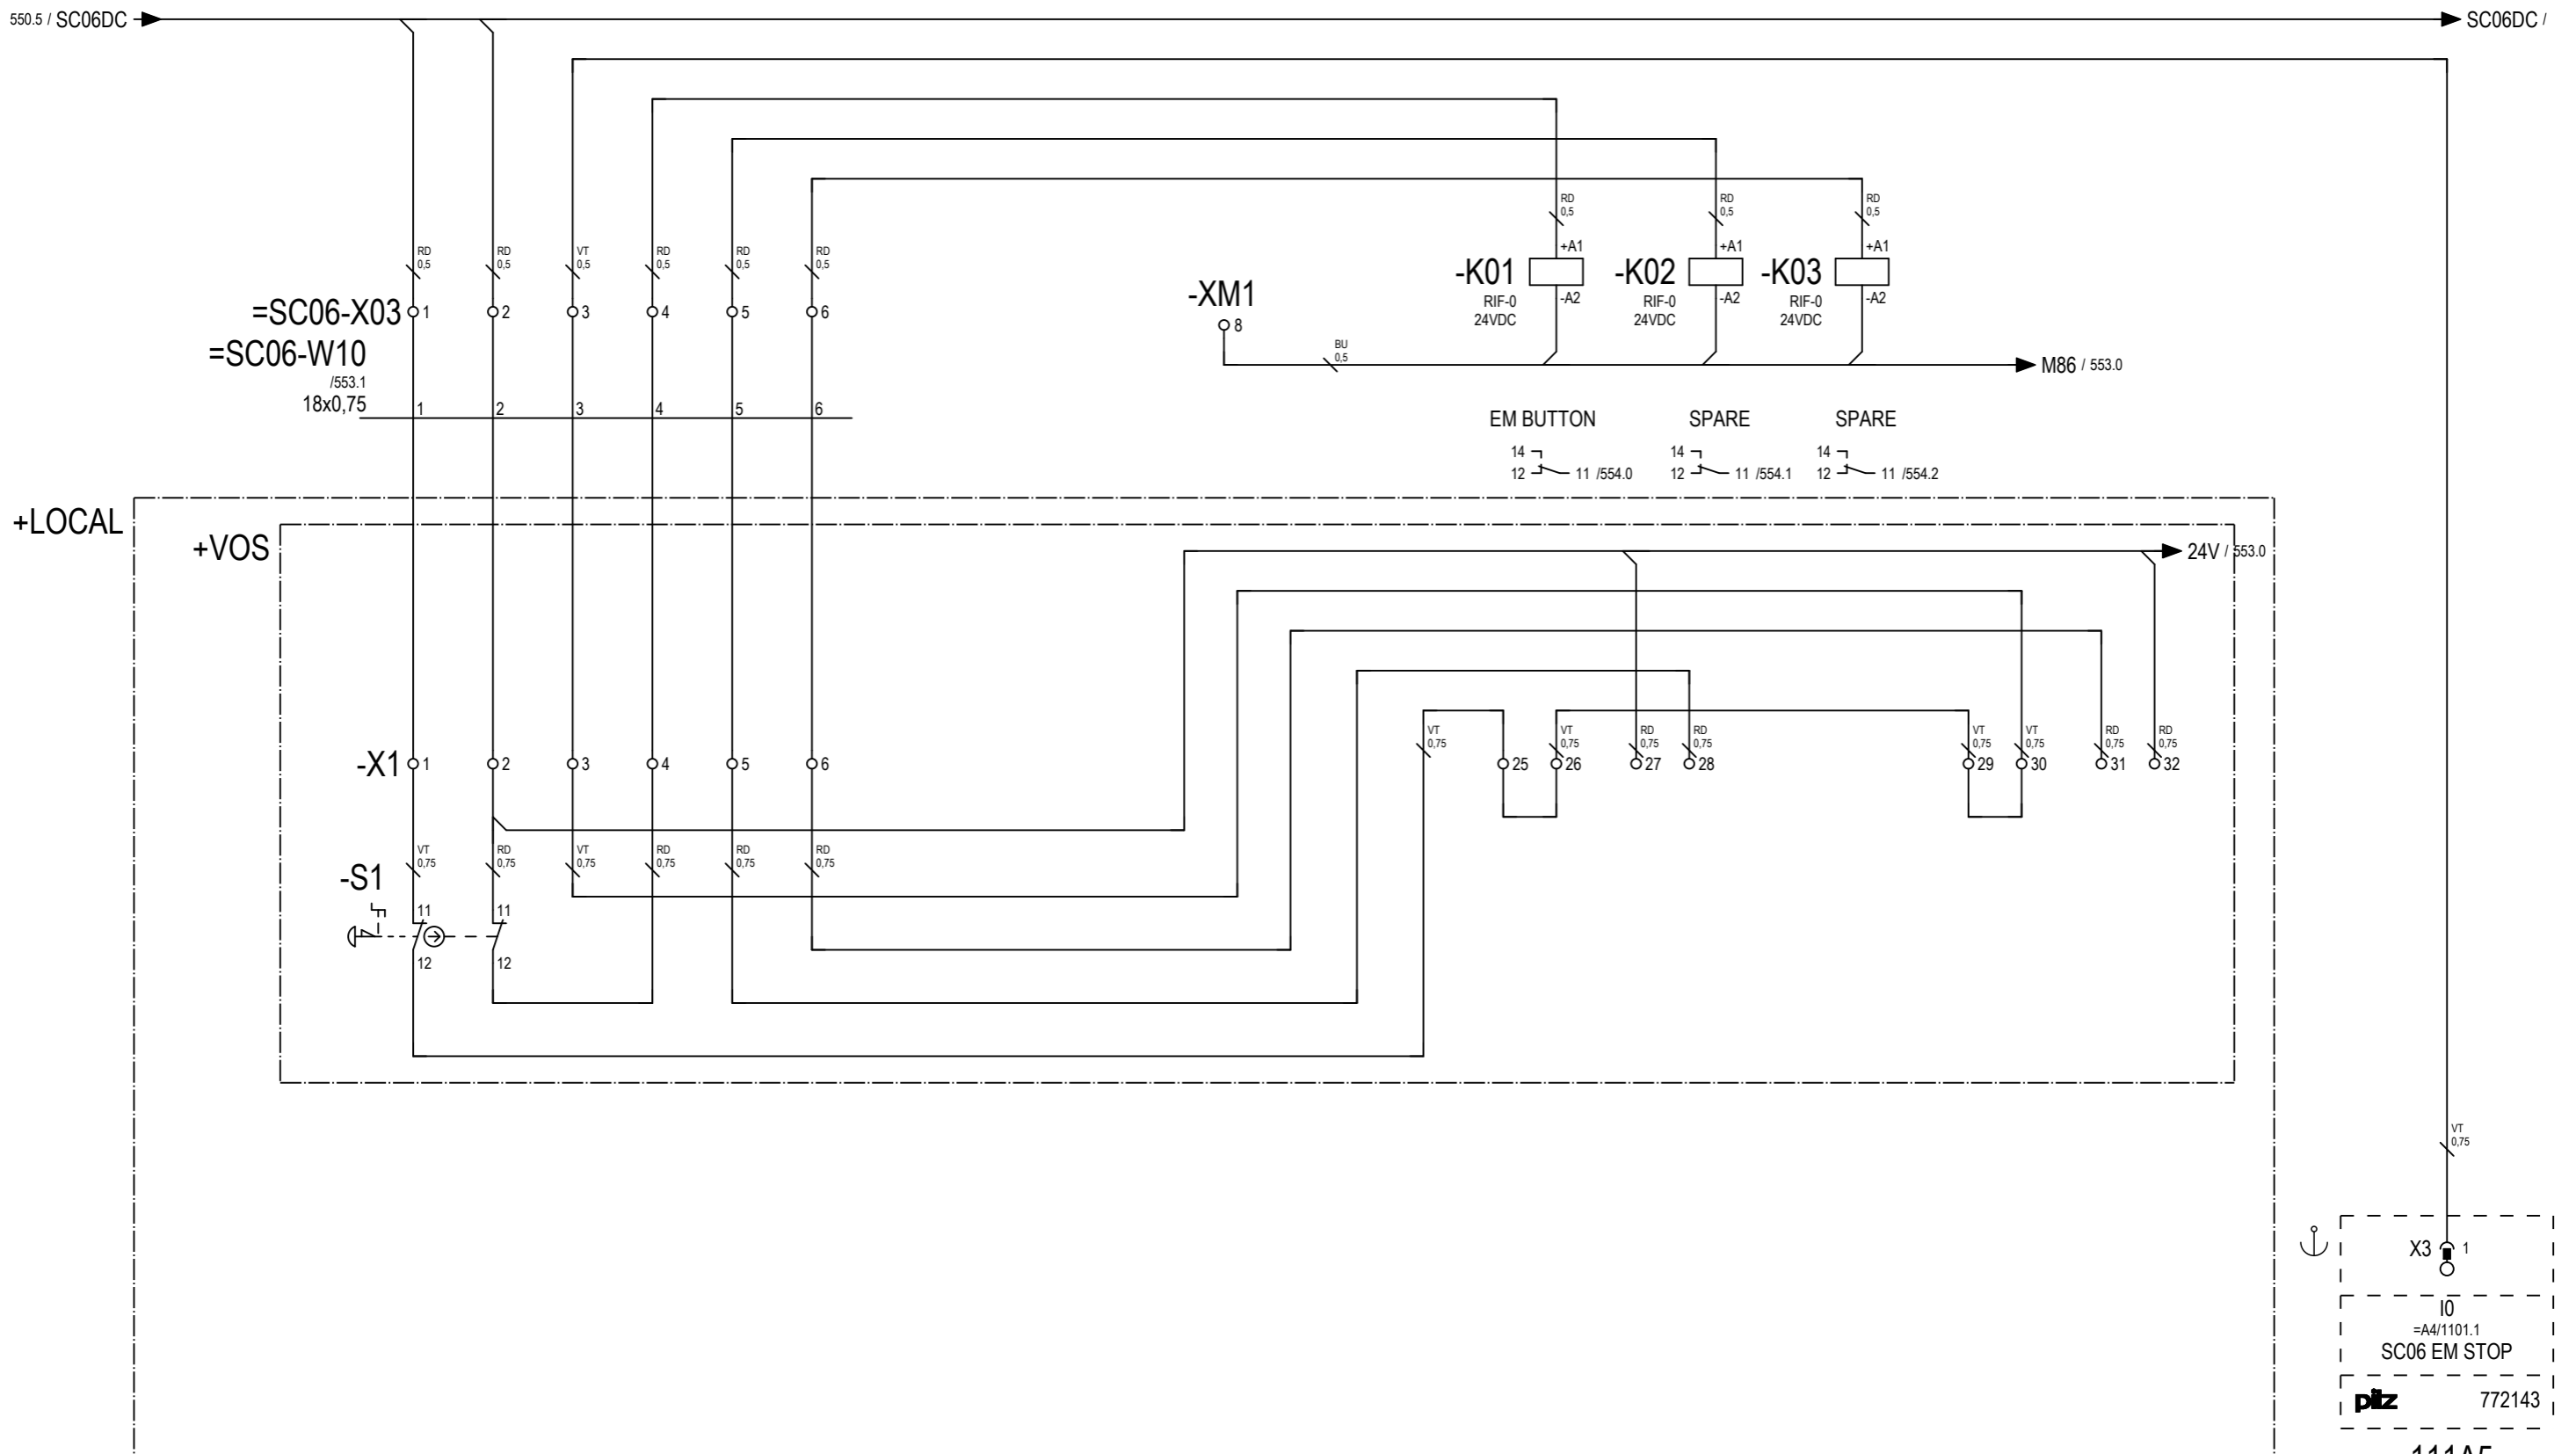 550.5 / SC06DC
SC06DC /
RD
0,5
RD
0,5
VT
0,5
RD
0,5
RD
0,5
RD
0,5
RD
0,5
RD
0,5
RD
0,5
+A1
+A1
+A1
-K01
-K02
-K03
-A2
-A2
-A2
RIF-0
24VDC
RIF-0
24VDC
RIF-0
24VDC
-XM1
8
=SC06-X03
1
2
3
4
5
6
=SC06-W10
/553.1
18x0,75
1
2
3
4
5
6
BU
0,5
M86 / 553.0
EM BUTTON
SPARE
SPARE
14
12
11 /554.0
14
12
11 /554.1
14
12
11 /554.2
+LOCAL
+VOS
24V / 553.0
VT
0,75
VT
0,75
RD
0,75
RD
0,75
VT
0,75
VT
0,75
RD
0,75
RD
0,75
-X1
1
2
3
4
5
6
25
26
27
28
29
30
31
32
VT
0,75
RD
0,75
VT
0,75
RD
0,75
RD
0,75
RD
0,75
-S1
11
11
12
12
VT
0,75
X3
1
I0
=A4/1101.1
SC06 EM STOP
pilz
772143